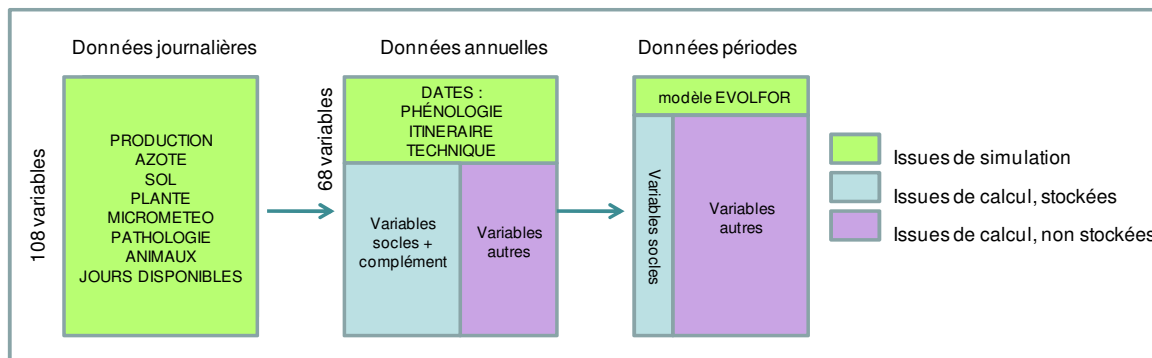 Données journalières
108 variables
PRODUCTION
AZOTE
SOL
PLANTE
MICROMETEO
PATHOLOGIE
ANIMAUX
JOURS DISPONIBLES
Données annuelles
68 variables
DATES :
PHÉNOLOGIE
ITINERAIRE
TECHNIQUE
Variables
socles +
complément
Variables
autres
Données périodes
modèle EVOLFOR
Variables socles
Variables
autres
Issues de simulation
Issues de calcul, stockées
Issues de calcul, non stockées